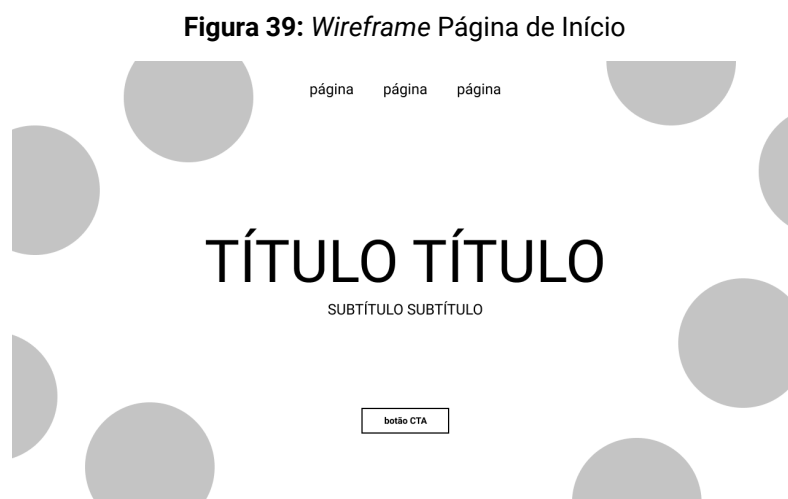 Figura 39: Wireframe Página de Início
página página página
TÍTULO TÍTULO
SUBTÍTULO SUBTÍTULO
botão CTA